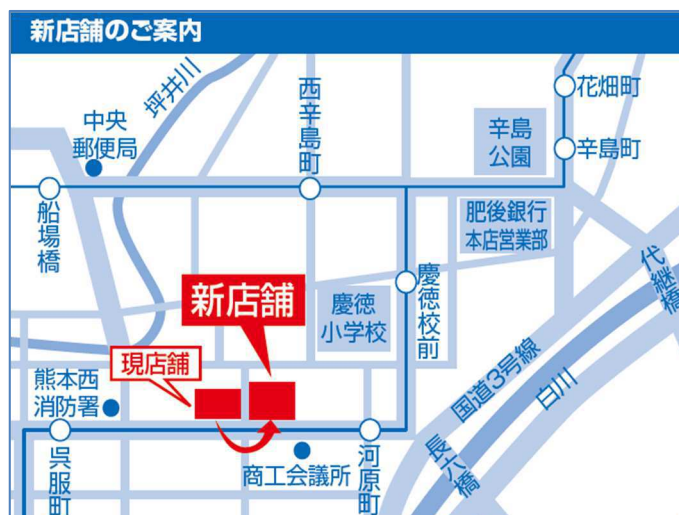 新店舗のご案内
坪井川
中央
郵便局
西辛島町
花畑町
辛島
公園
辛島町
船場橋
肥後銀行
本店営業部
代継橋
新店舗
慶徳
小学校
慶徳校前
現店舗
国道3号線
白川
熊本西
消防署
呉服町
商工会議所
河原町
長六橋